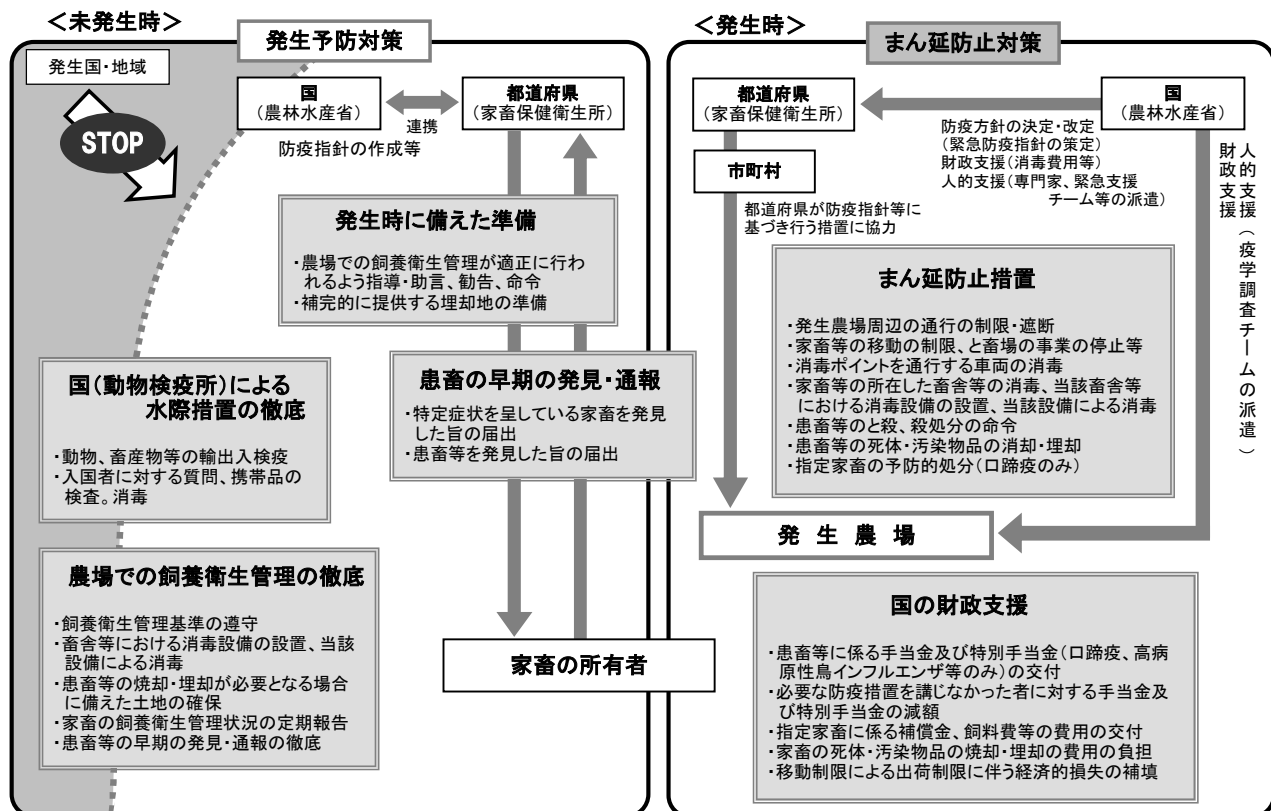 ＜未発生時＞
発生予防対策
発生国・地域
STOP
国
（農林水産省）
連携
都道府県
（家畜保健衛生所）
防疫指針の作成等
発生時に備えた準備
・農場での飼養衛生管理が適正に行わ
れるよう指導・助言、勧告、命令
・補完的に提供する埋却地の準備
国（動物検疫所）による
水際措置の徹底
・動物、畜産物等の輸出入検疫
・入国者に対する質問、携帯品の
検査。消毒
患畜の早期の発見・通報
・特定症状を呈している家畜を発見
した旨の届出
・患畜等を発見した旨の届出
農場での飼養衛生管理の徹底
・飼養衛生管理基準の遵守
・畜舎等における消毒設備の設置、当該
設備による消毒
・患畜等の焼却・埋却が必要となる場合
に備えた土地の確保
・家畜の飼養衛生管理状況の定期報告
・患畜等の早期の発見・通報の徹底
家畜の所有者
＜発生時＞
まん延防止対策
都道府県
（家畜保健衛生所）
国
（農林水産省）
防疫方針の決定・改定
（緊急防疫指針の策定）
財政支援（消毒費用等）
人的支援（専門家、緊急支援
チーム等の派遣）
市町村
都道府県が防疫指針等に
基づき行う措置に協力
人的支援（疫学調査チームの派遣）
財政支援
まん延防止措置
・発生農場周辺の通行の制限・遮断
・家畜等の移動の制限、と畜場の事業の停止等
・消毒ポイントを通行する車両の消毒
・家畜等の所在した畜舎等の消毒、当該畜舎等
における消毒設備の設置、当該設備による消毒
・患畜等のと殺、殺処分の命令
・患畜等の死体・汚染物品の消却・埋却
・指定家畜の予防的処分（口蹄疫のみ）
発生農場
国の財政支援
・患畜等に係る手当金及び特別手当金（口蹄疫、高病
原性鳥インフルエンザ等のみ）の交付
・必要な防疫措置を講じなかった者に対する手当金及
び特別手当金の減額
・指定家畜に係る補償金、飼料費等の費用の交付
・家畜の死体・汚染物品の焼却・埋却の費用の負担
・移動制限による出荷制限に伴う経済的損失の補填